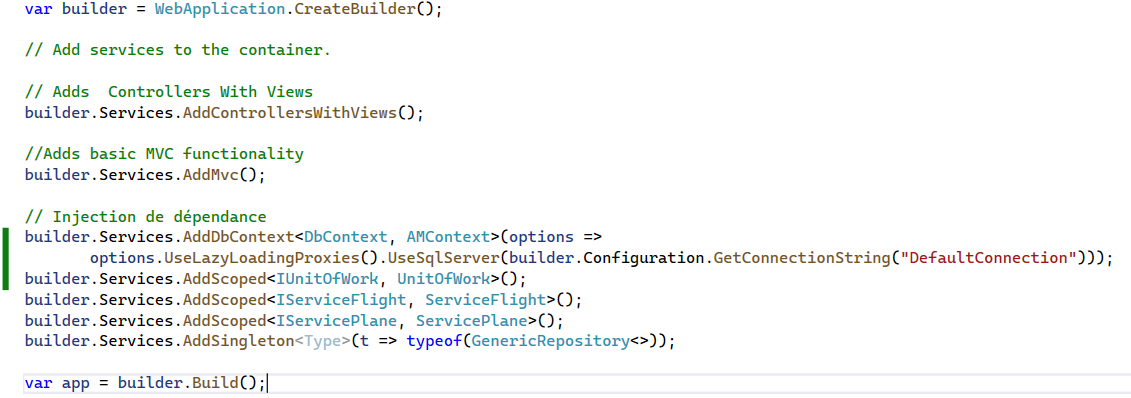 var builder = WebApplication.CreateBuilder();
// Add services to the container.
// Adds  Controllers With Views
builder.Services.AddControllersWithViews();
//Adds basic MVC functionality
builder.Services.AddMvc();
// Injection de dépendance
builder.Services.AddDbContext<DbContext, AMContext>(options =>
options.UseLazyLoadingProxies().UseSqlServer(builder.Configuration.GetConnectionString("DefaultConnection")));
builder.Services.AddScoped<IUnitOfWork, UnitOfWork>();
builder.Services.AddScoped<IServiceFlight, ServiceFlight>();
builder.Services.AddScoped<IServicePlane, ServicePlane>();
builder.Services.AddSingleton<Type>(t => typeof(GenericRepository<>));
var app = builder.Build();